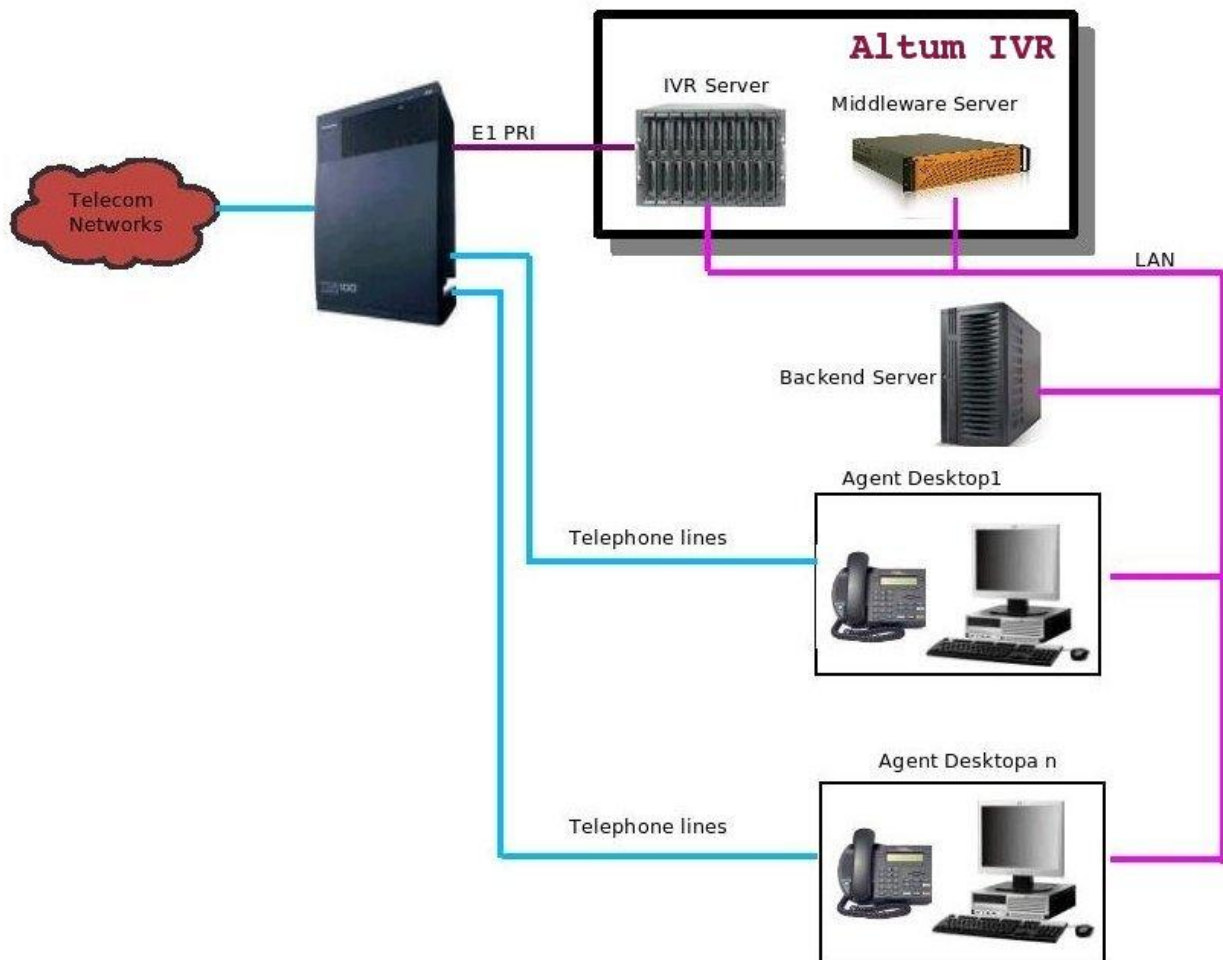 Altum IVR
IVR Server
Middleware Server
E1 PRI
Telecom
Networks
LAN
100
Backend Server
Agent Desktop1
Telephone lines
Agent Desktopa n
Telephone lines